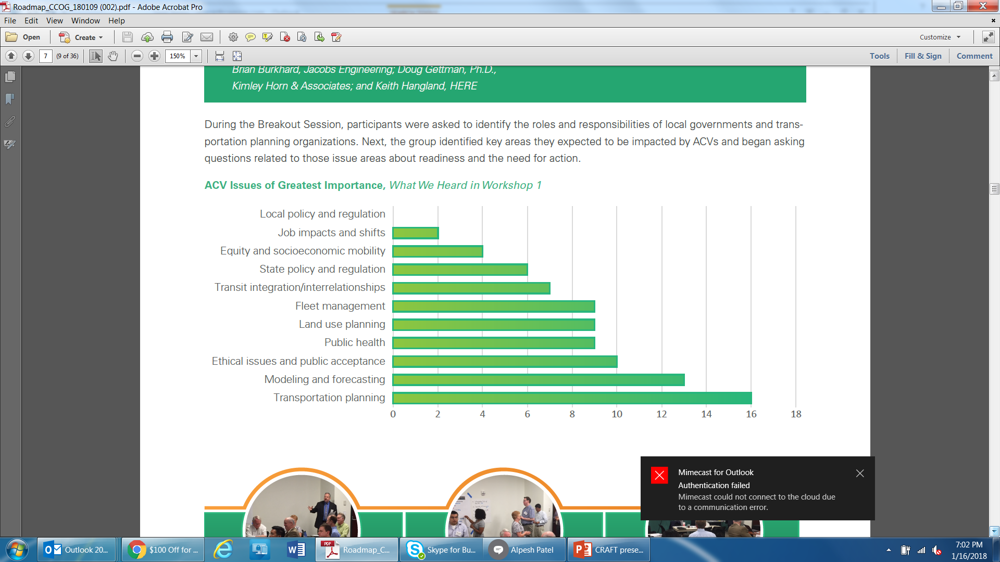 Roadmap_CCOG_180109 (002).pdf - Adobe Acrobat Pro
File Edit View Window Help
Open Create Customize
7 (9 of 36) 150% Tools Fill & Sign Comment
Brian Burkhard, Jacobs Engineering; Doug Gettman, Ph.D.,
Kimley Horn & Associates; and Keith Hangland, HERE
During the Breakout Session, participants were asked to identify the roles and responsibilities of local governments and trans-
portation planning organizations. Next, the group identified key areas they expected to be impacted by ACVs and began asking
questions related to those issue areas about readiness and the need for action.
ACV Issues of Greatest Importance, What We Heard in Workshop 1
Local policy and regulation
Job impacts and shifts
Equity and socioeconomic mobility
State policy and regulation
Transit integration/interrelationships
Fleet management
Land use planning
Public health
Ethical issues and public acceptance
Modeling and forecasting
Transportation planning
0 2 4 6 8 10 12 14 16 18
Mimecast for Outlook
Authentication failed
Mimecast could not connect to the cloud due
to a communication error.
Outlook 20... $100 Off for ... PDF Roadmap_C... Skype for Bu... Alpesh Patel CRAFT prese...
7:02 PM
1/16/2018